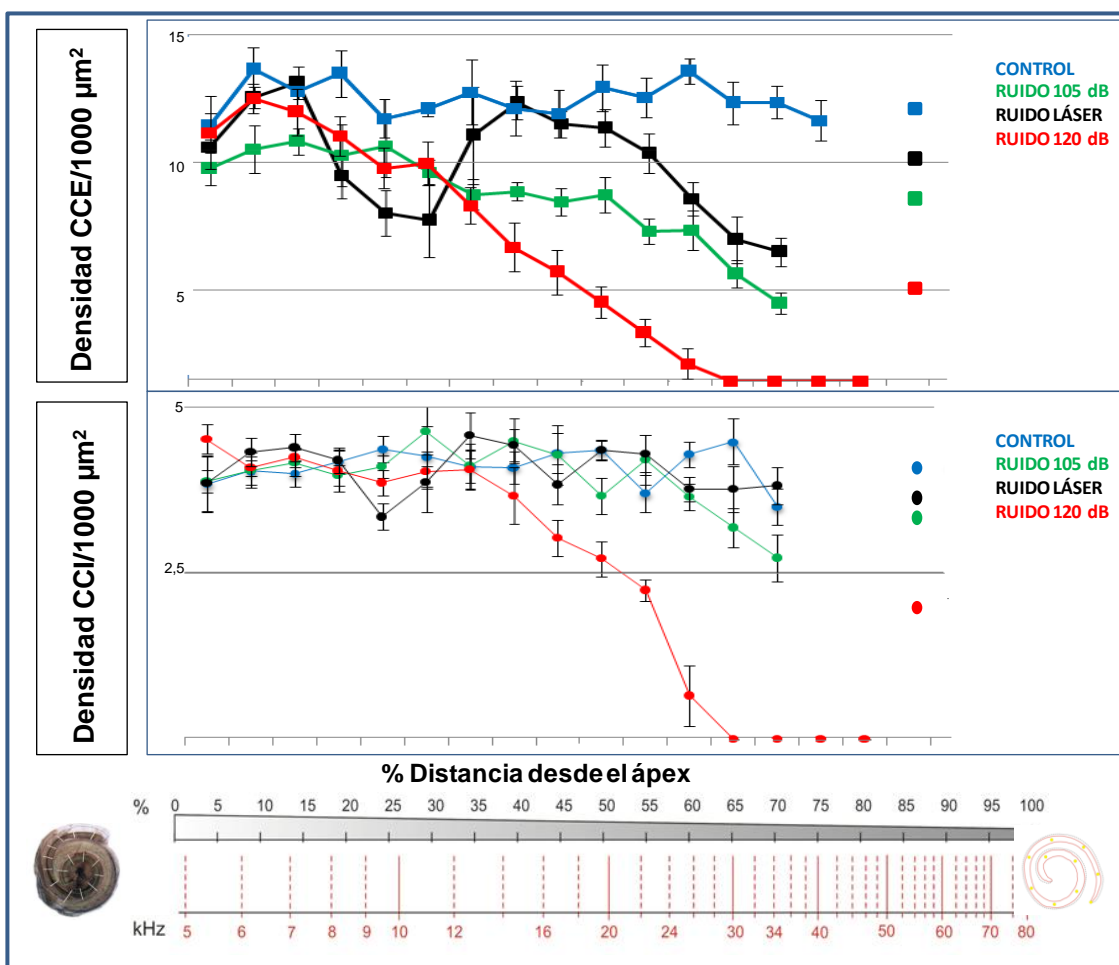 Densidad CCE/1000 µm²
15
10
5
CONTROL
RUIDO 105 dB
RUIDO LÁSER
RUIDO 120 dB
Densidad CCI/1000 µm²
5
2,5
CONTROL
RUIDO 105 dB
RUIDO LÁSER
RUIDO 120 dB
% Distancia desde el ápex
% 0 5 10 15 20 25 30 35 40 45 50 55 60 65 70 75 80 85 90 95 100
kHz 5 6 7 8 9 10 12 16 20 24 30 34 40 50 60 70 80